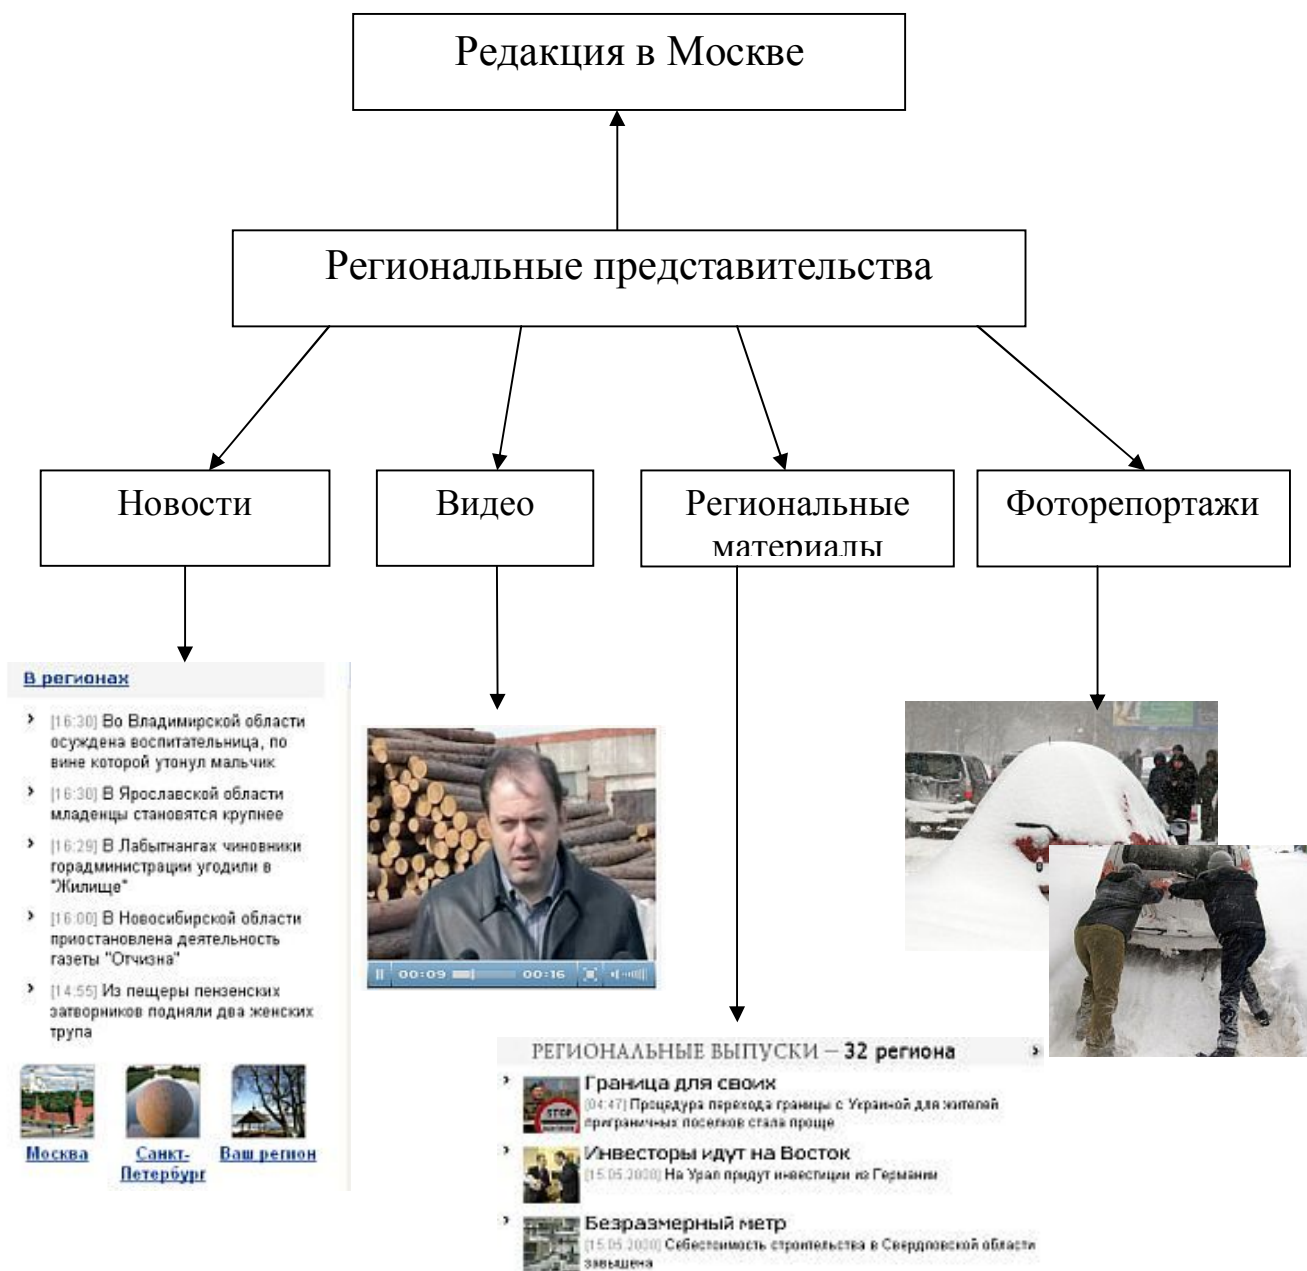 Редакция в Москве
Региональные представительства
Новости
Видео
Региональные
материалы
Фоторепортажи
В регионах
[16:30] Во Владимирской области
осуждена воспитательница, по
вине которой утонул мальчик
[16:30] В Ярославской области
младенцы становятся крупнее
[16:29] В Лабытнангах чиновники
горадминистрации угодили в
"Жилище"
[16:00] В Новосибирской области
приостановлена деятельность
газеты "Отчизна"
[14:55] Из пещеры пензенских
затворников подняли два женских
трупа
Москва
Санкт-
Петербург
Ваш регион
00:09
00:16
РЕГИОНАЛЬНЫЕ ВЫПУСКИ – 32 региона
Граница для своих
STOP
[04:47] Процедура перехода границы с Украиной для жителей
приграничных поселков стала проще
Инвесторы идут на Восток
[15.05.2008] На Урал придут инвестиции из Германии
Безразмерный метр
[15.05.2008] Себестоимость строительства в Свердловской области
завышена